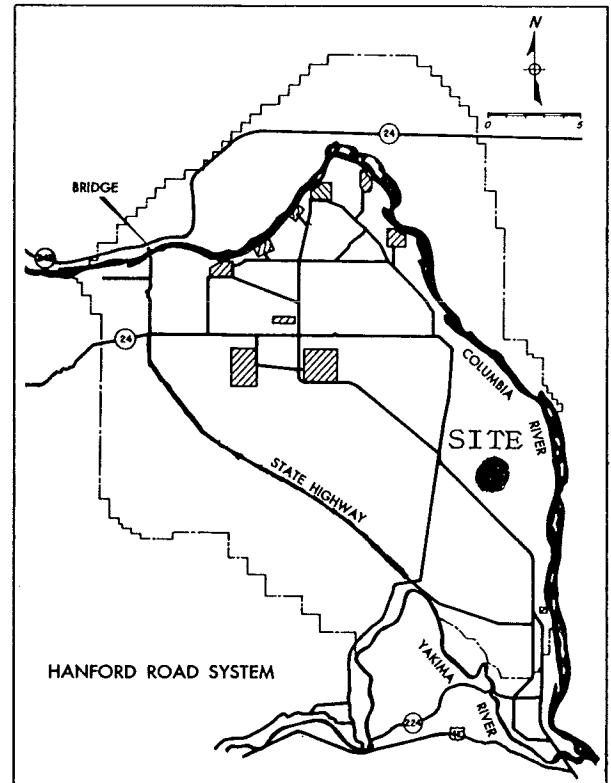 N
0 5
24
BRIDGE
24
COLUMBIA
RIVER
SITE
STATE HIGHWAY
YAKIMA
RIVER
HANFORD ROAD SYSTEM
224